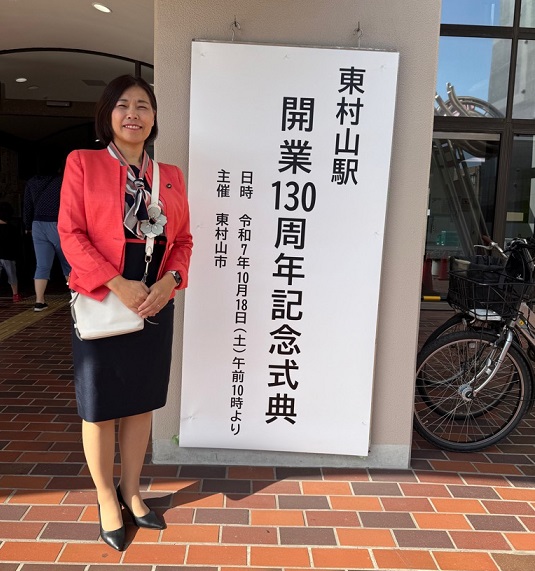 東村山駅
開業130周年記念式典
日時　令和7年10月18日（土）午前10時より
主催　東村山市